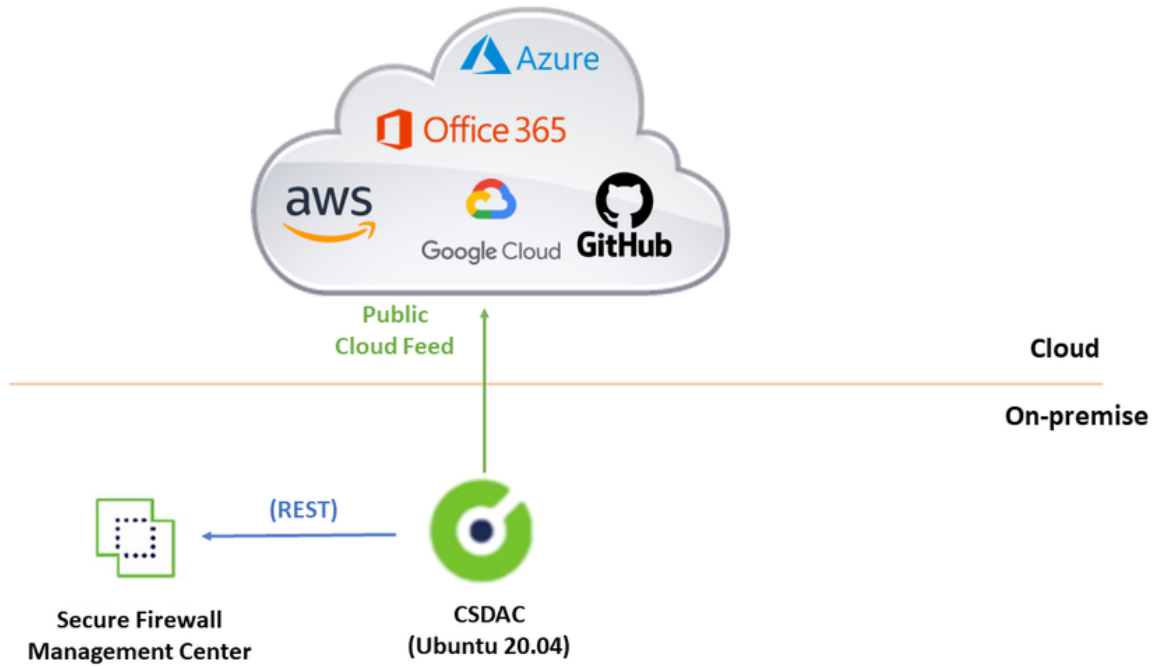 Azure
Office 365
aws
Google Cloud
GitHub
Public
Cloud Feed
Cloud
On-premise
(REST)
Secure Firewall
Management Center
CSDAC
(Ubuntu 20.04)